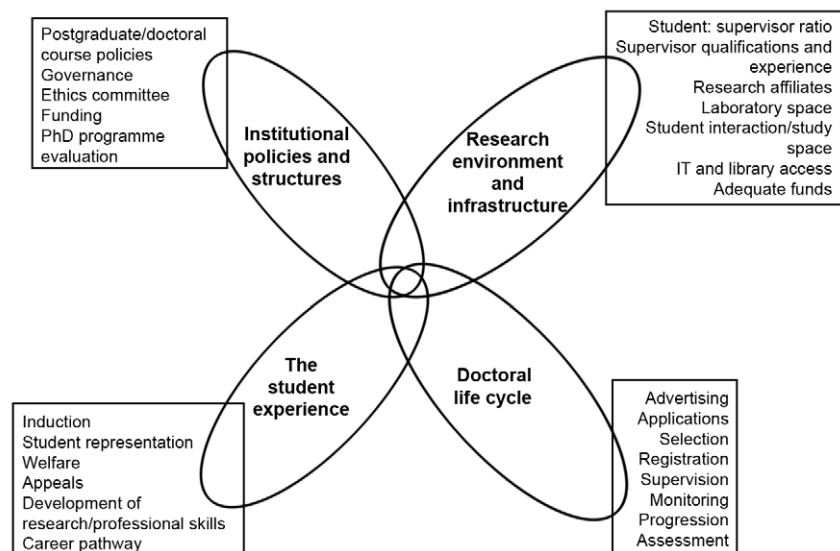 Postgraduate/doctoral
course policies
Governance
Ethics committee
Funding
PhD programme
evaluation
Institutional
policies and
structures
Research
environment
and
infrastructure
Student: supervisor ratio
Supervisor qualifications and
experience
Research affiliates
Laboratory space
Student interaction/study
space
IT and library access
Adequate funds
The
student
experience
Doctoral
life cycle
Induction
Student representation
Welfare
Appeals
Development of
research/professional skills
Career pathway
Advertising
Applications
Selection
Registration
Supervision
Monitoring
Progression
Assessment